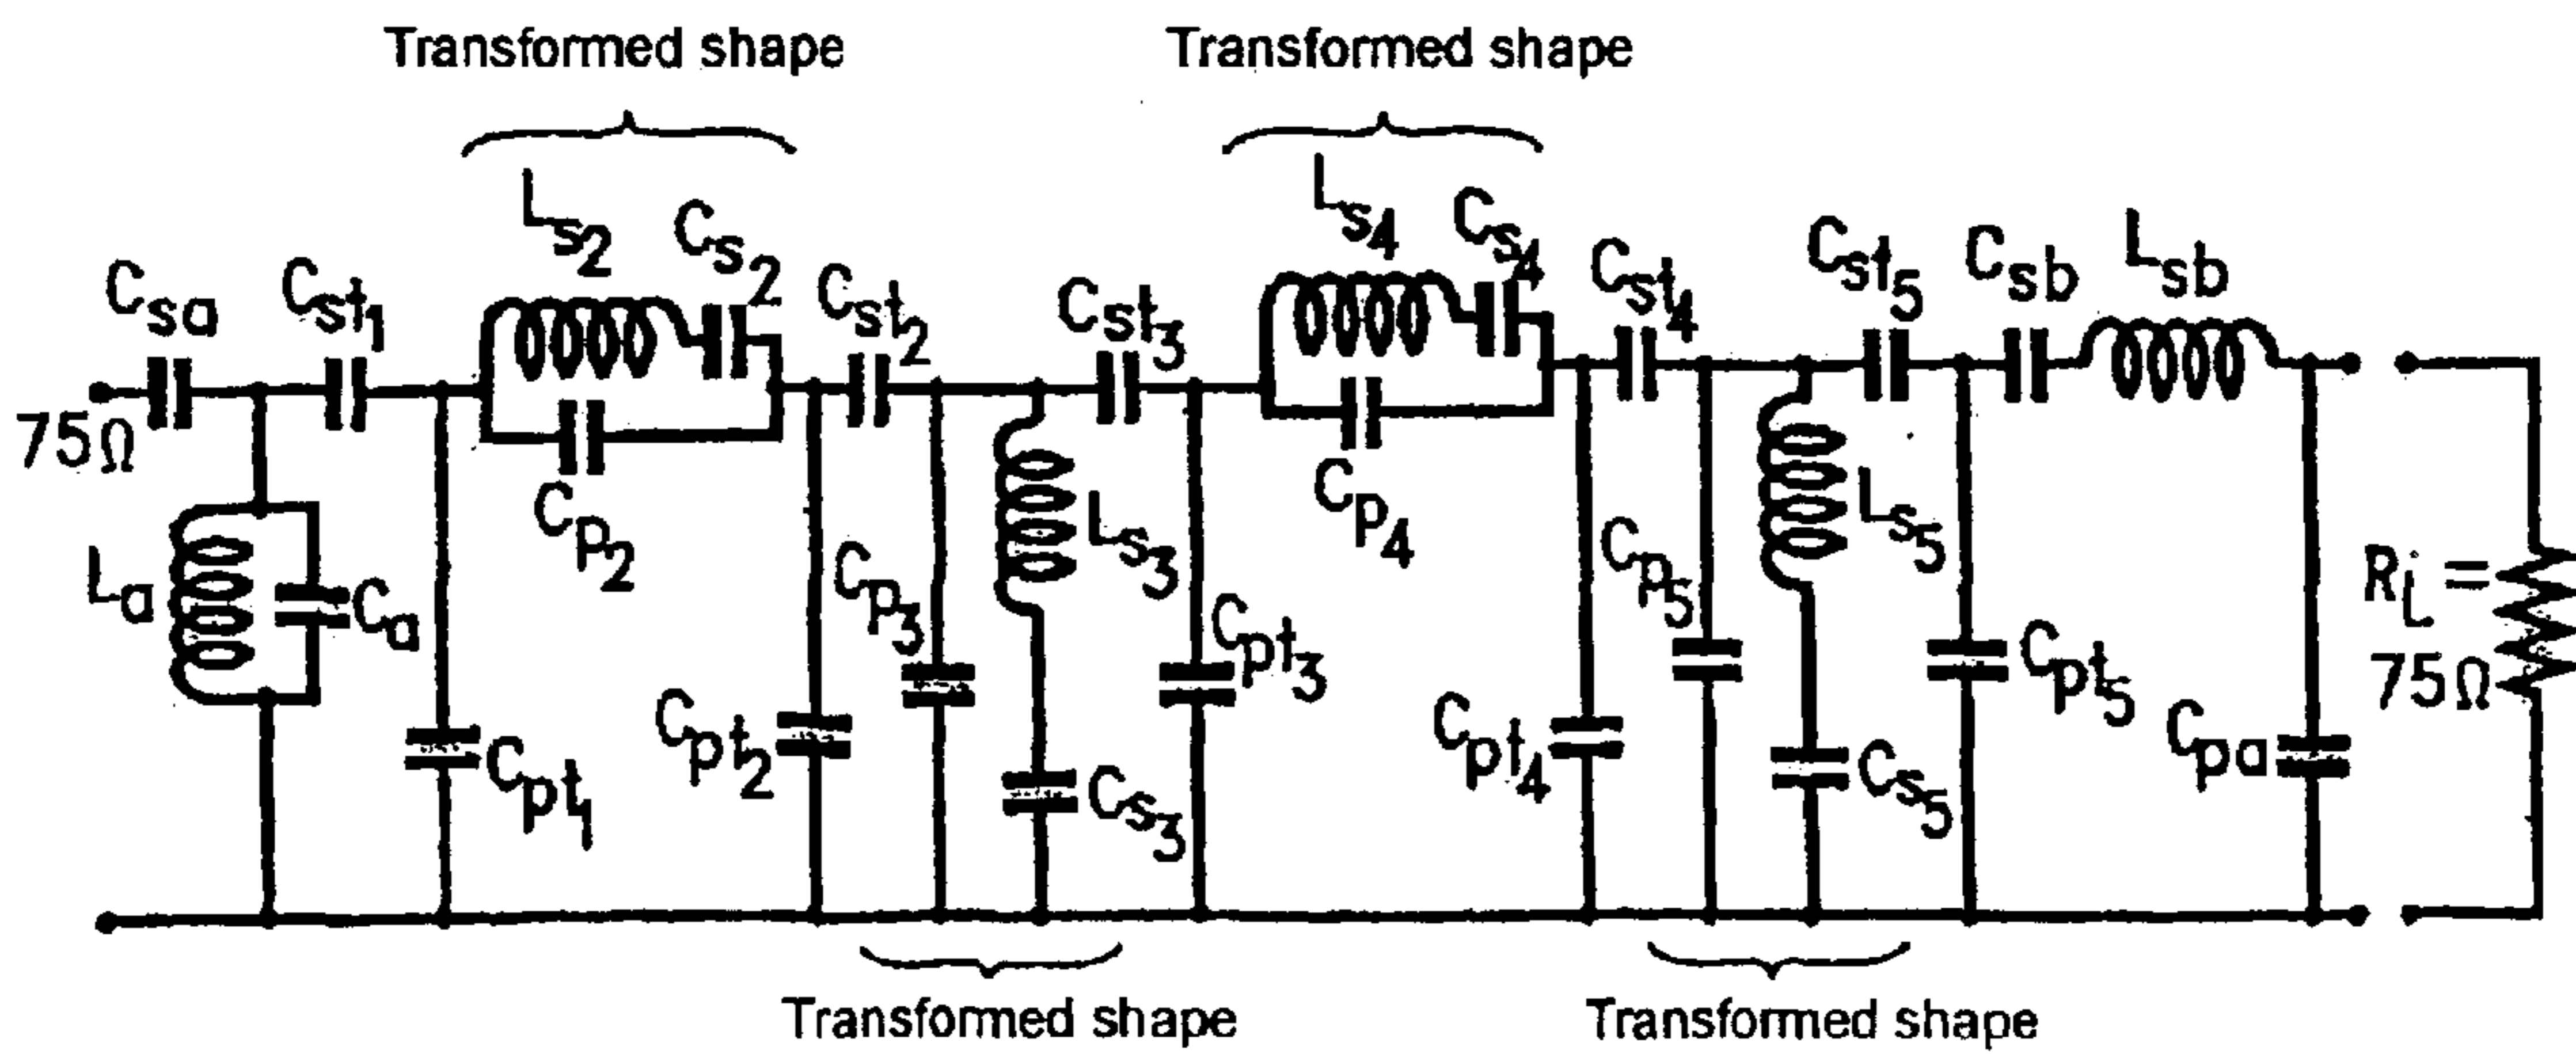 Transformed shape
Transformed shape
Ls2
Cs2
Ls4
Cs4
Csa
Cst1
Cst2
Cst3
Cst4
Cst5
Csb
Lsb
75Ω
Cp2
Cp4
La
Ca
Cpt1
Cpt2
Cp3
Ls3
Cs3
Cpt3
Cpt4
Cp5
Ls5
Cs5
Cpt5
Cpa
RL =
75Ω
Transformed shape
Transformed shape